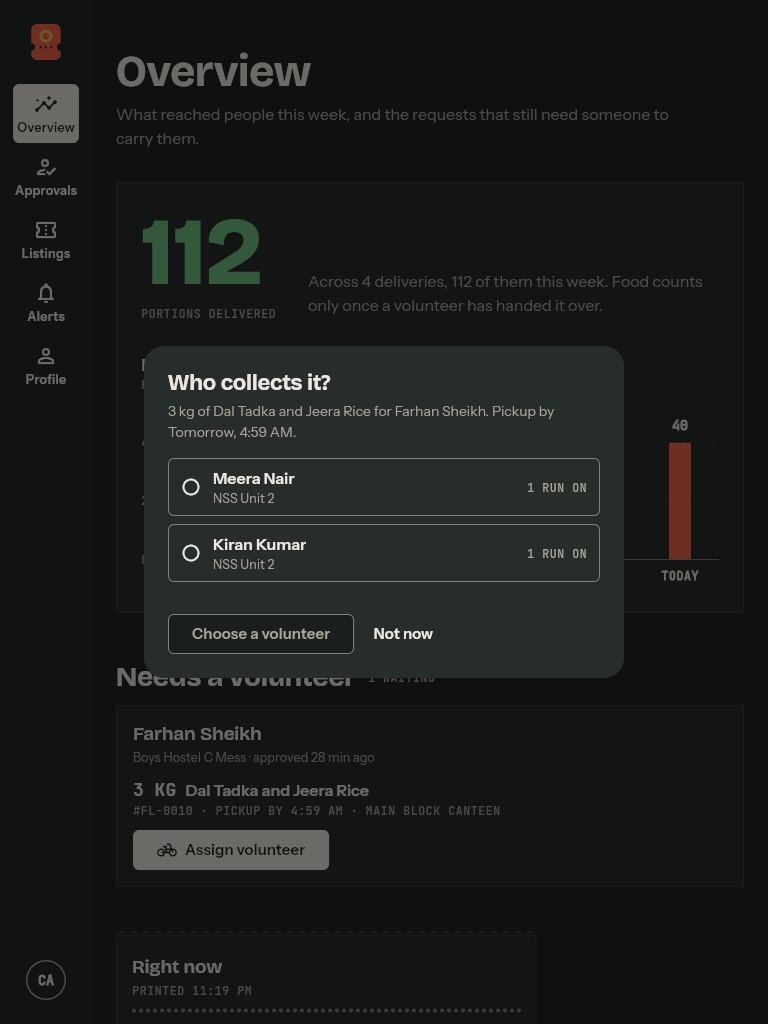 Overview
Approvals
Listings
Alerts
Profile
CA
Overview
What reached people this week, and the requests that still need someone to
carry them.
112
PORTIONS DELIVERED
Across 4 deliveries, 112 of them this week. Food counts
only once a volunteer has handed it over.
40
TODAY
Who collects it?
3 kg of Dal Tadka and Jeera Rice for Farhan Sheikh. Pickup by
Tomorrow, 4:59 AM.
Meera Nair
NSS Unit 2
1 RUN ON
Kiran Kumar
NSS Unit 2
1 RUN ON
Choose a volunteer
Not now
Needs a volunteer
1 WAITING
Farhan Sheikh
Boys Hostel C Mess · approved 28 min ago
3 KG Dal Tadka and Jeera Rice
#FL-0010 · PICKUP BY 4:59 AM · MAIN BLOCK CANTEEN
Assign volunteer
Right now
PRINTED 11:19 PM